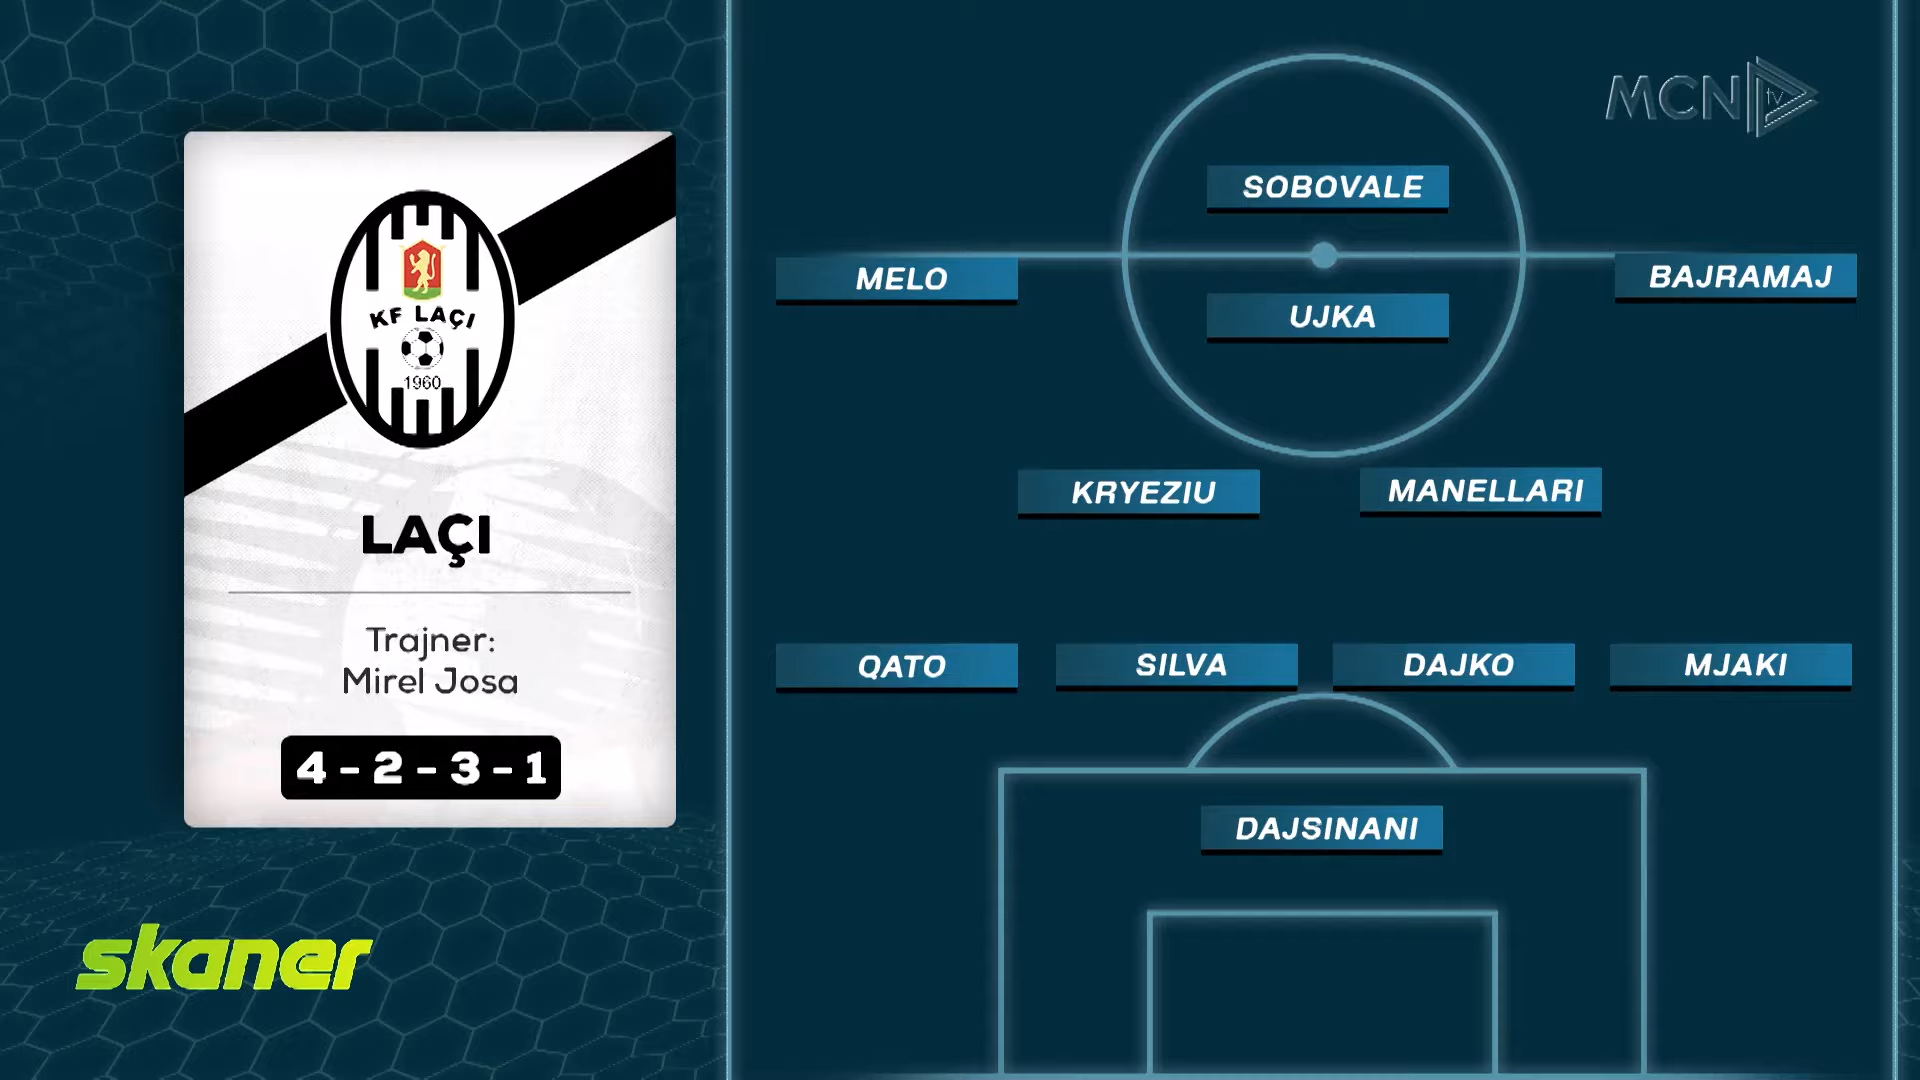 KF LAÇI
1960
LAÇI
Trajner:
Mirel Josa
4 - 2 - 3 - 1
skaner
MCN tv
SOBOVALE
MELO
BAJRAMAJ
UJKA
KRYEZIU
MANELLARI
QATO
SILVA
DAJKO
MJAKI
DAJSINANI